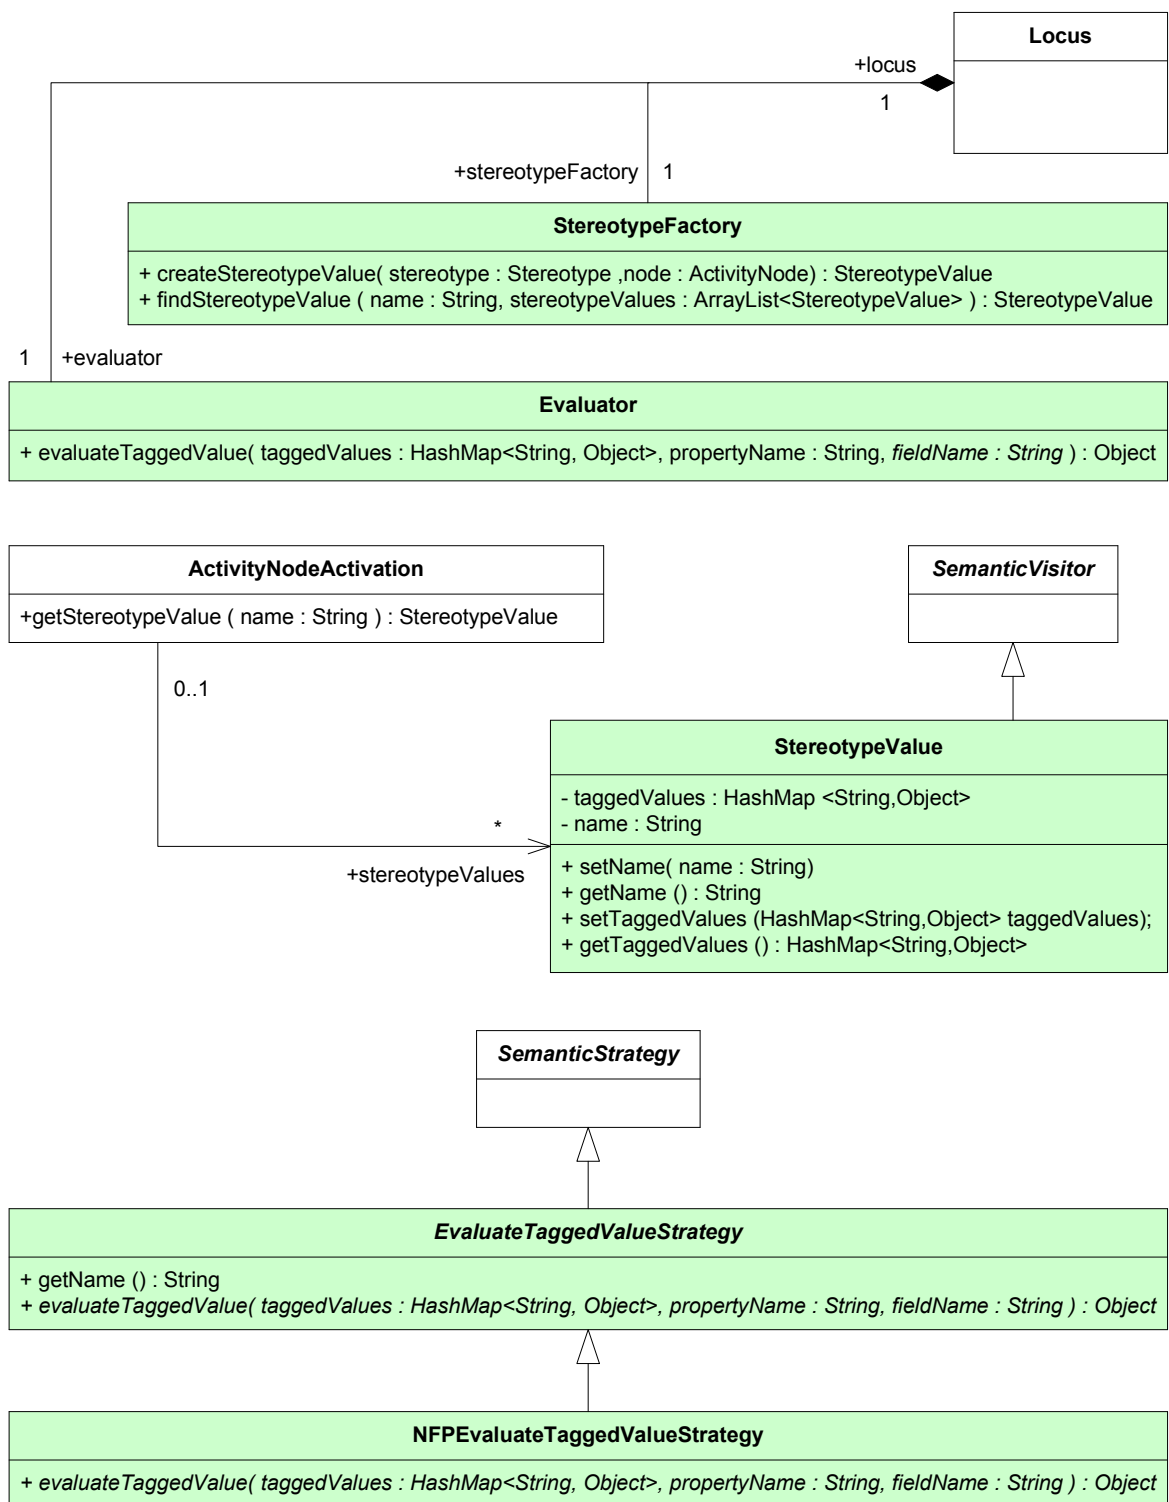 Locus
+locus
1
+stereotypeFactory 1
StereotypeFactory
+ createStereotypeValue( stereotype : Stereotype ,node : ActivityNode) : StereotypeValue
+ findStereotypeValue ( name : String, stereotypeValues : ArrayList<StereotypeValue> ) : StereotypeValue
1 +evaluator
Evaluator
+ evaluateTaggedValue( taggedValues : HashMap<String, Object>, propertyName : String, fieldName : String ) : Object
ActivityNodeActivation
+getStereotypeValue ( name : String ) : StereotypeValue
SemanticVisitor
0..1
StereotypeValue
- taggedValues : HashMap <String,Object>
- name : String
*
+stereotypeValues
+ setName( name : String)
+ getName () : String
+ setTaggedValues (HashMap<String,Object> taggedValues);
+ getTaggedValues () : HashMap<String,Object>
SemanticStrategy
EvaluateTaggedValueStrategy
+ getName () : String
+ evaluateTaggedValue( taggedValues : HashMap<String, Object>, propertyName : String, fieldName : String ) : Object
NFPEvaluateTaggedValueStrategy
+ evaluateTaggedValue( taggedValues : HashMap<String, Object>, propertyName : String, fieldName : String ) : Object